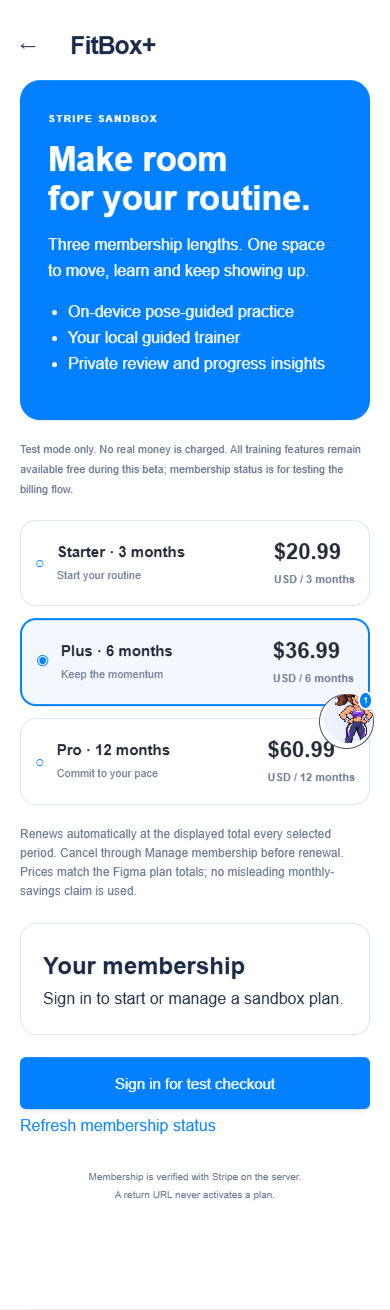 ← FitBox+
STRIPE SANDBOX
Make room
for your routine.
Three membership lengths. One space
to move, learn and keep showing up.
• On-device pose-guided practice
• Your local guided trainer
• Private review and progress insights
Test mode only. No real money is charged. All training features remain
available free during this beta; membership status is for testing the
billing flow.
Starter · 3 months
Start your routine
$20.99
USD / 3 months
Plus · 6 months
Keep the momentum
$36.99
USD / 6 months
1
Pro · 12 months
Commit to your pace
$60.99
USD / 12 months
Renews automatically at the displayed total every selected
period. Cancel through Manage membership before renewal.
Prices match the Figma plan totals; no misleading monthly-
savings claim is used.
Your membership
Sign in to start or manage a sandbox plan.
Sign in for test checkout
Refresh membership status
Membership is verified with Stripe on the server.
A return URL never activates a plan.